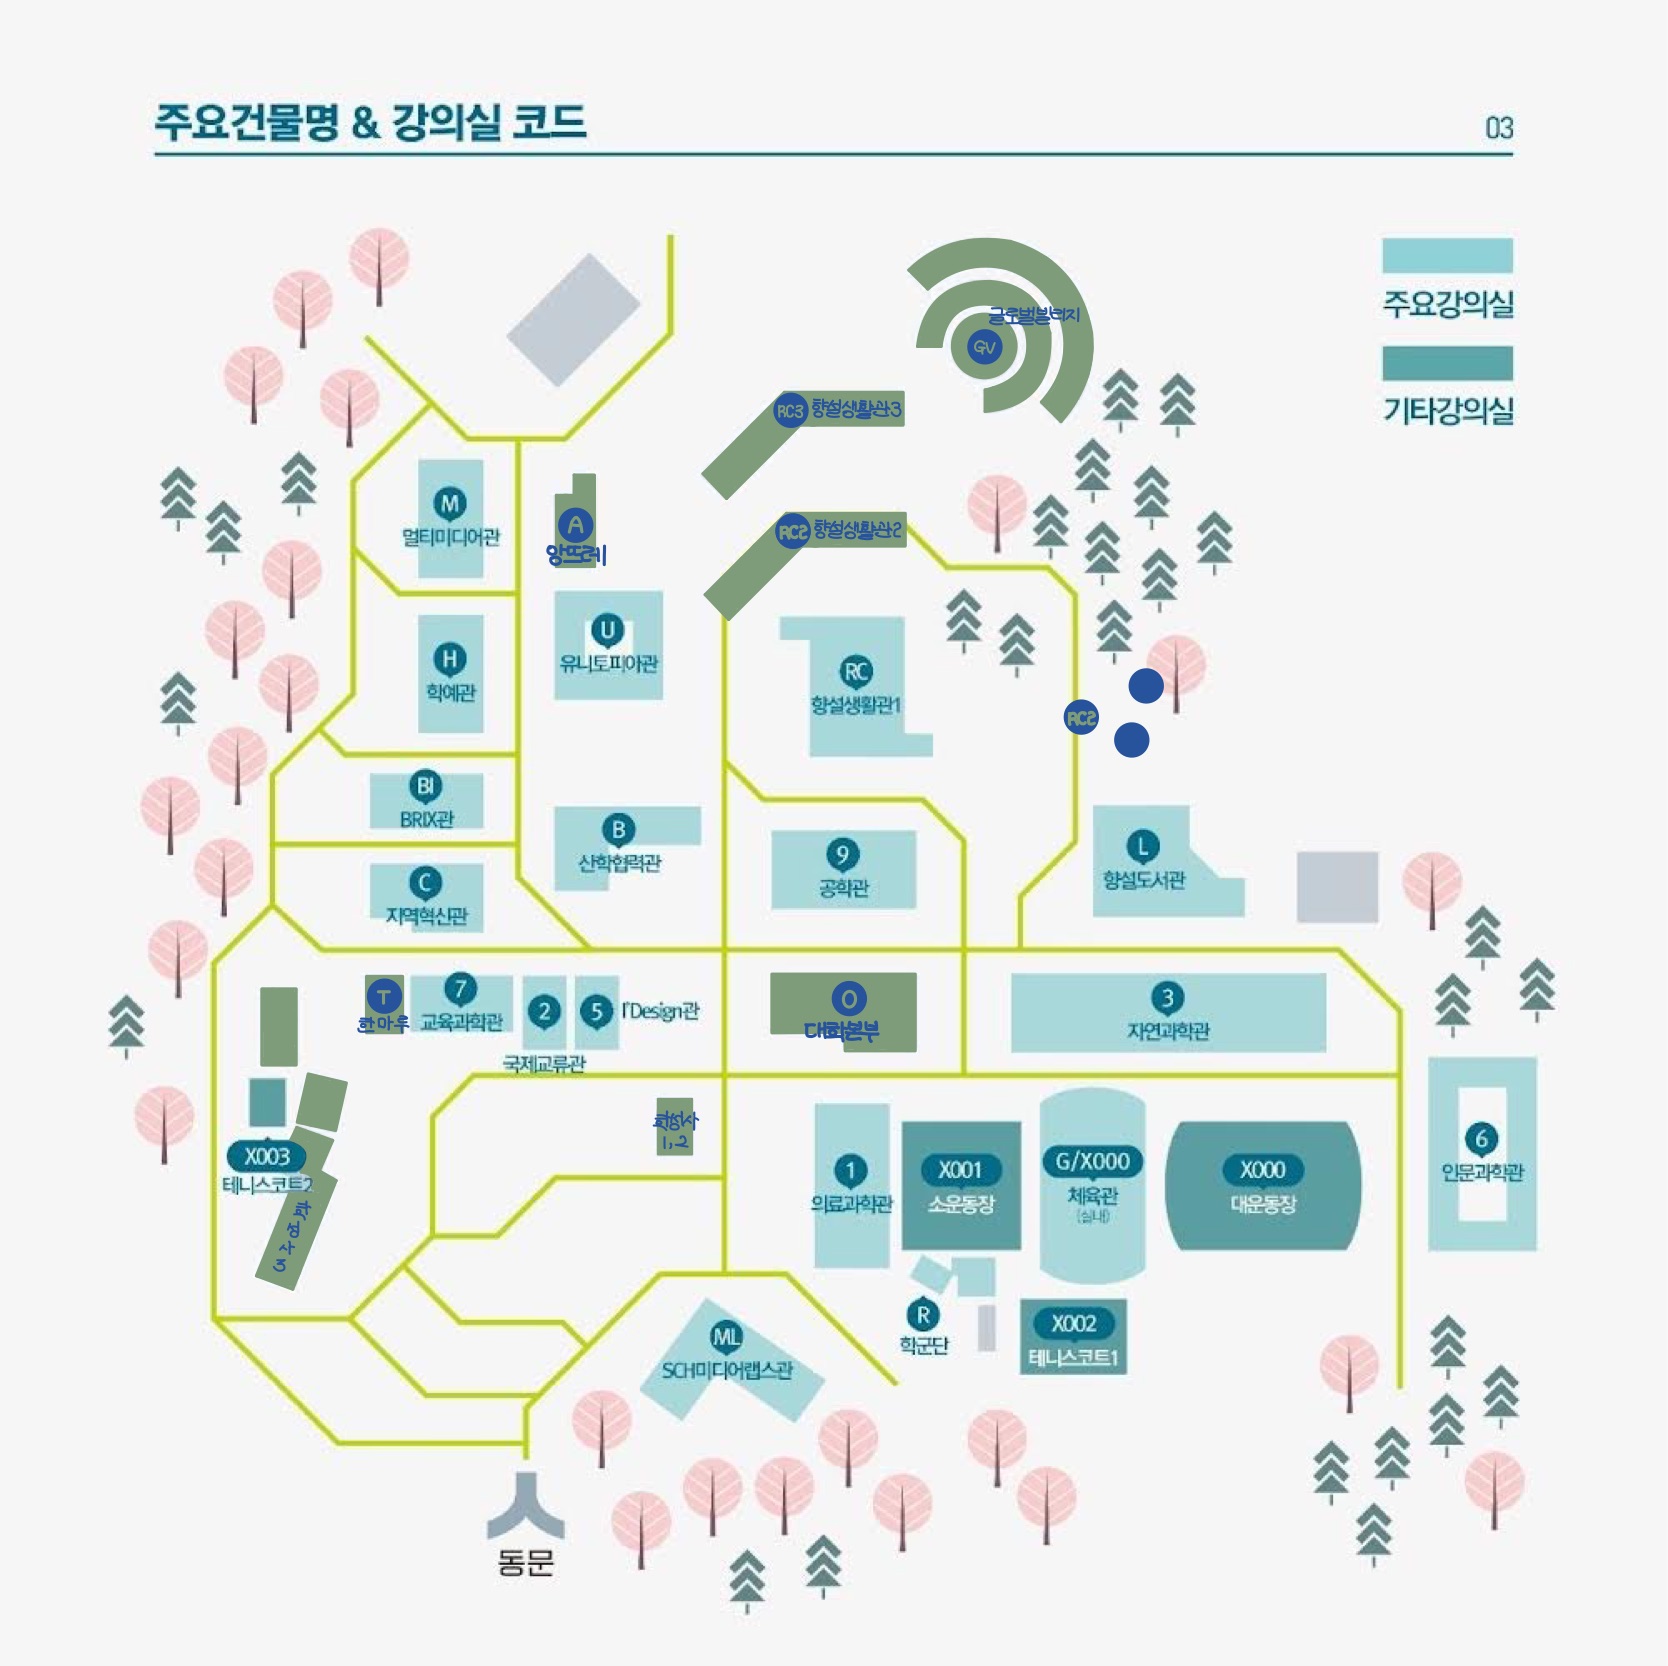 주요건물명 & 강의실 코드
03
주요강의실
기타강의실
글로벌빌리지
GV
RC3 향설생활관3
M
멀티미디어관
A
앙뜨레
RC2 향설생활관2
U
유니토피아관
H
학예관
RC
향설생활관1
RC2
BI
BRIX관
B
산학협력관
9
공학관
L
향설도서관
C
지역혁신관
T
한마루
7
교육과학관
2
국제교류관
5
I'Design관
O
대학본부
3
자연과학관
X003
테니스코트2
학성사
1,2
1
의료과학관
X001
소운동장
G/X000
체육관
(실내)
X000
대운동장
6
인문과학관
R
학군단
X002
테니스코트1
ML
SCH미디어랩스관
동문